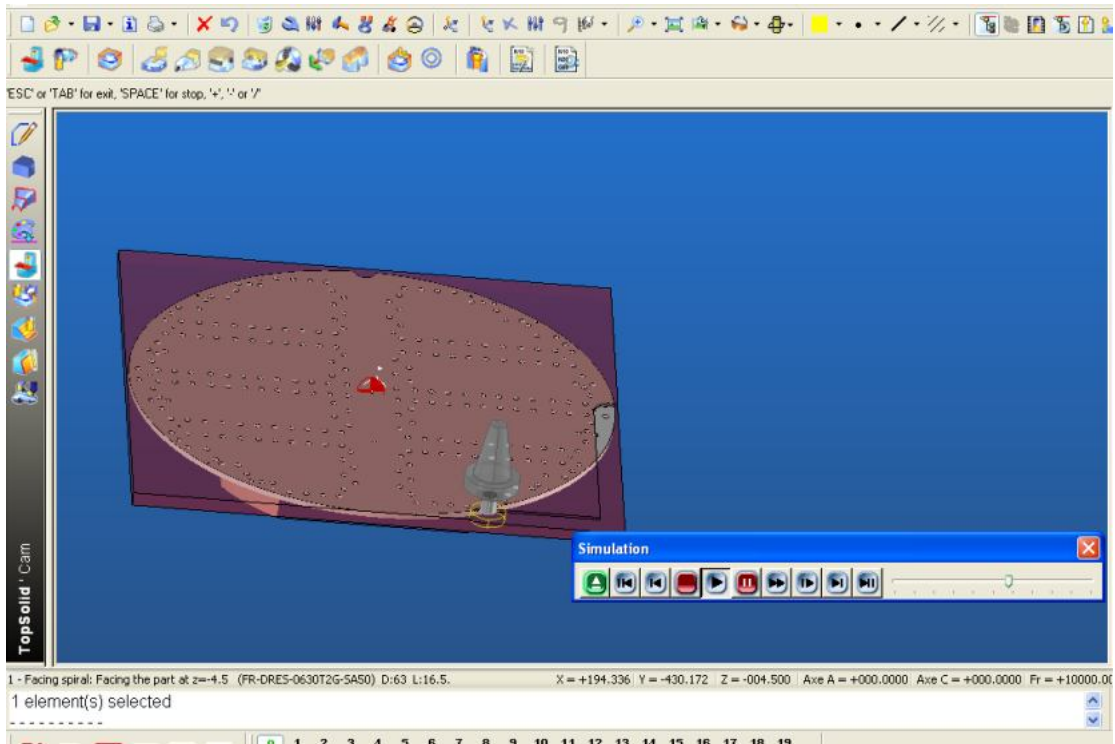 'ESC' or 'TAB' for exit, 'SPACE' for stop, '+', '-' or '/'
TopSolid'Cam
Simulation
1 - Facing spiral: Facing the part at z=-4.5 (FR-DRES-0630T2G-SA50) D:63 L:16.5.
X = +194.336 Y = -430.172 Z = -004.500 Axe A = +000.0000 Axe C = +000.0000 Fr = +10000.00
1 element(s) selected
----------
0 1 2 3 4 5 6 7 8 9 10 11 12 13 14 15 16 17 18 19